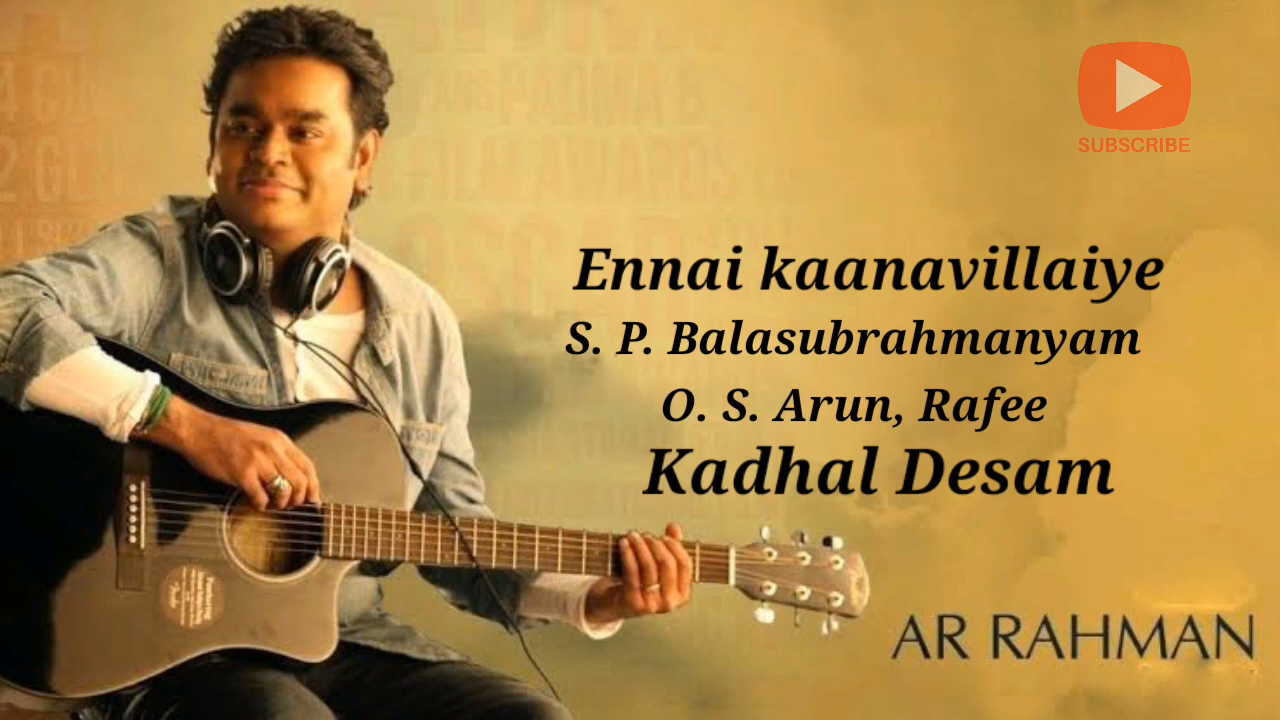 SUBSCRIBE
Ennai kaanavillaiye
S. P. Balasubrahmanyam
O. S. Arun, Rafee
Kadhal Desam
AR RAHMAN